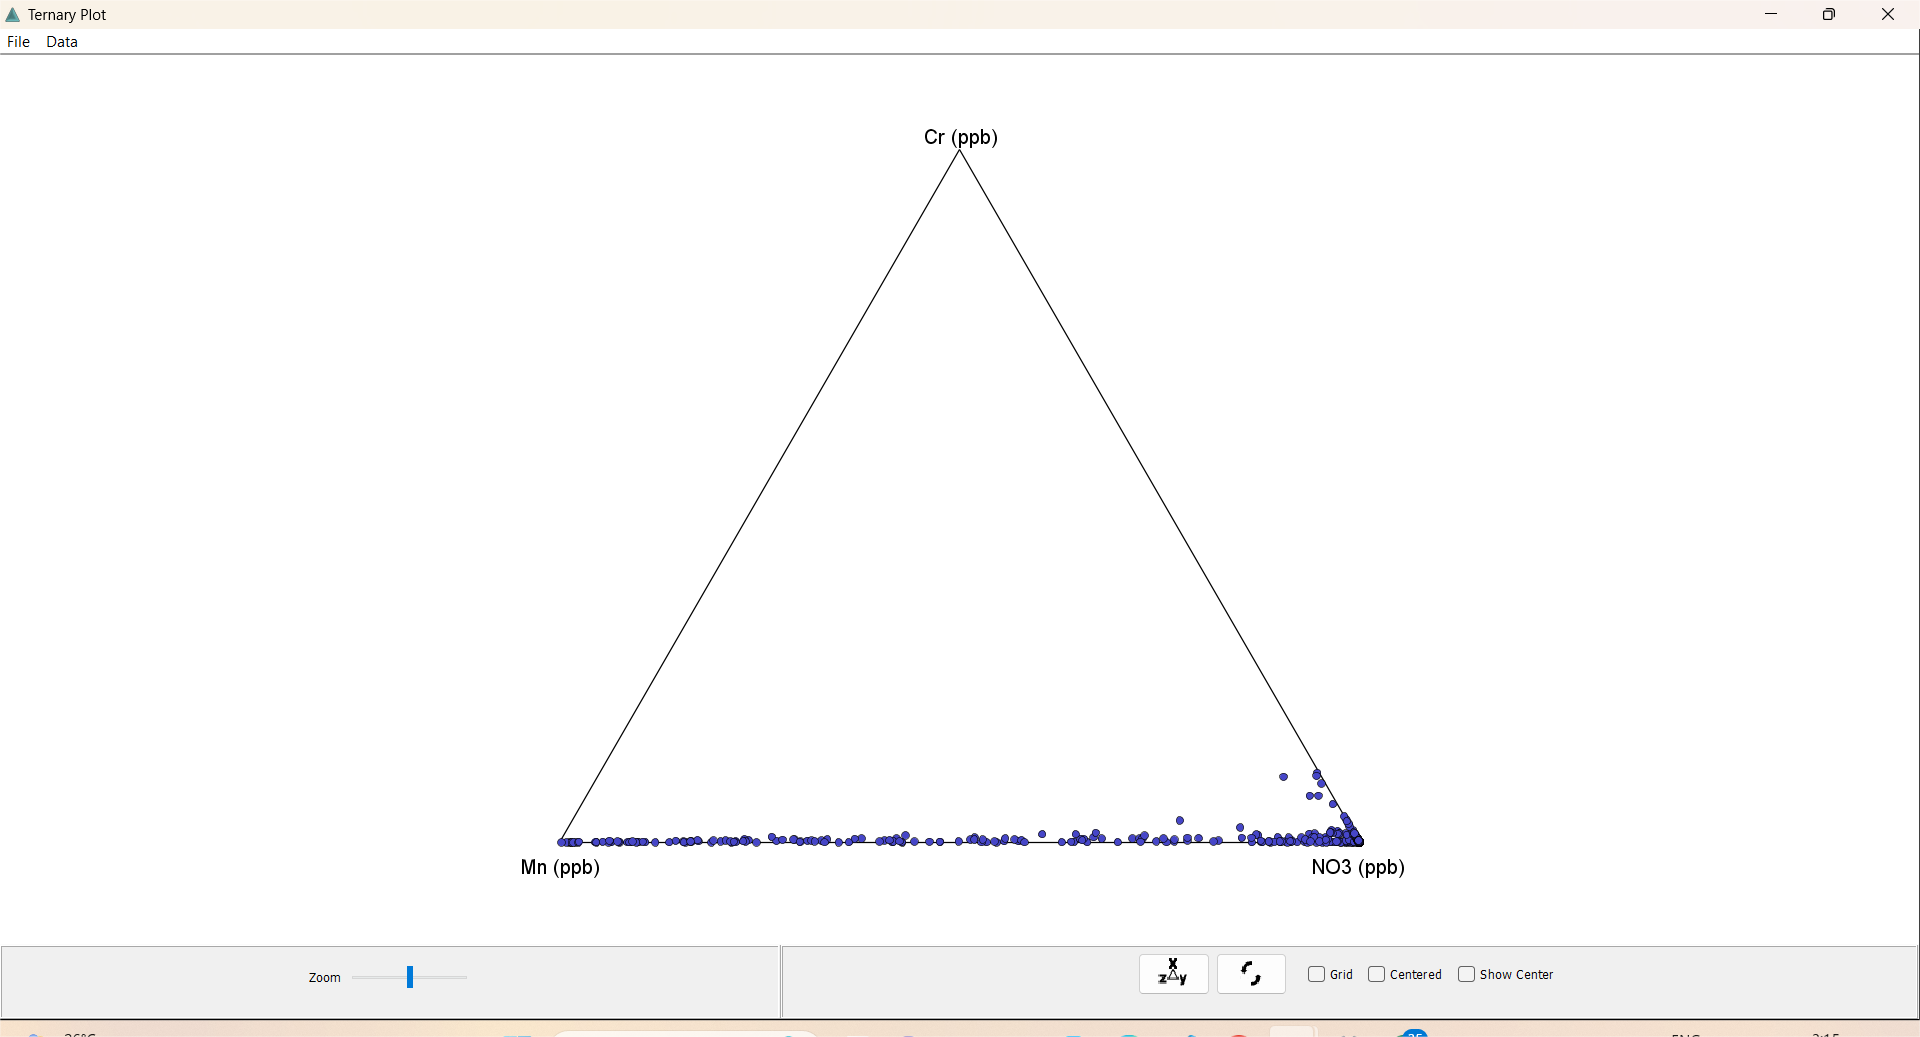 Ternary Plot
File Data
Cr (ppb)
Mn (ppb) NO3 (ppb)
Zoom
X
z y
Grid Centered Show Center